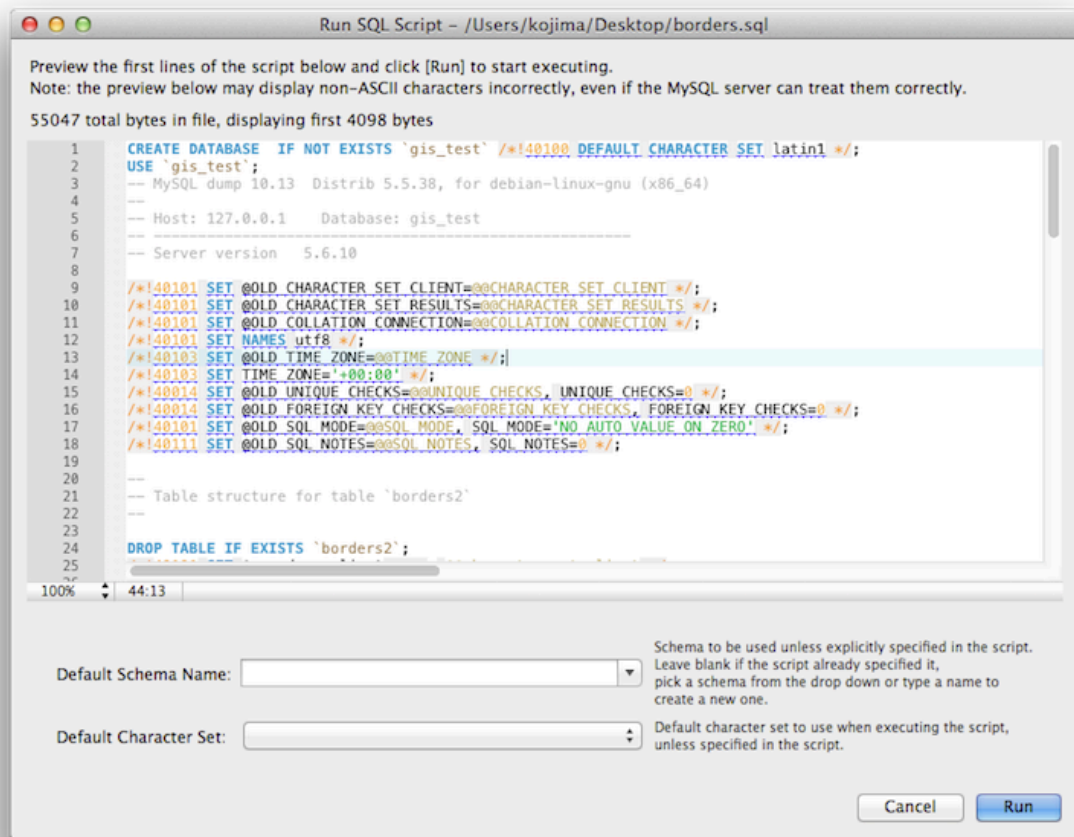 Run SQL Script – /Users/kojima/Desktop/borders.sql
Preview the first lines of the script below and click [Run] to start executing.
Note: the preview below may display non-ASCII characters incorrectly, even if the MySQL server can treat them correctly.
55047 total bytes in file, displaying first 4098 bytes
1 CREATE DATABASE  IF NOT EXISTS `gis_test` /*!40100 DEFAULT CHARACTER SET latin1 */;
2 USE `gis_test`;
3 -- MySQL dump 10.13  Distrib 5.5.38, for debian-linux-gnu (x86_64)
4 --
5 -- Host: 127.0.0.1    Database: gis_test
6 -- ------------------------------------------------------
7 -- Server version	5.6.10
8
9 /*!40101 SET @OLD_CHARACTER_SET_CLIENT=@@CHARACTER_SET_CLIENT */;
10 /*!40101 SET @OLD_CHARACTER_SET_RESULTS=@@CHARACTER_SET_RESULTS */;
11 /*!40101 SET @OLD_COLLATION_CONNECTION=@@COLLATION_CONNECTION */;
12 /*!40101 SET NAMES utf8 */;
13 /*!40103 SET @OLD_TIME_ZONE=@@TIME_ZONE */;
14 /*!40103 SET TIME_ZONE='+00:00' */;
15 /*!40014 SET @OLD_UNIQUE_CHECKS=@@UNIQUE_CHECKS, UNIQUE_CHECKS=0 */;
16 /*!40014 SET @OLD_FOREIGN_KEY_CHECKS=@@FOREIGN_KEY_CHECKS, FOREIGN_KEY_CHECKS=0 */;
17 /*!40101 SET @OLD_SQL_MODE=@@SQL_MODE, SQL_MODE='NO_AUTO_VALUE_ON_ZERO' */;
18 /*!40111 SET @OLD_SQL_NOTES=@@SQL_NOTES, SQL_NOTES=0 */;
19
20 --
21 -- Table structure for table `borders2`
22 --
23
24 DROP TABLE IF EXISTS `borders2`;
25
100% 44:13
Default Schema Name:
Schema to be used unless explicitly specified in the script.
Leave blank if the script already specified it,
pick a schema from the drop down or type a name to
create a new one.
Default Character Set:
Default character set to use when executing the script,
unless specified in the script.
Cancel
Run